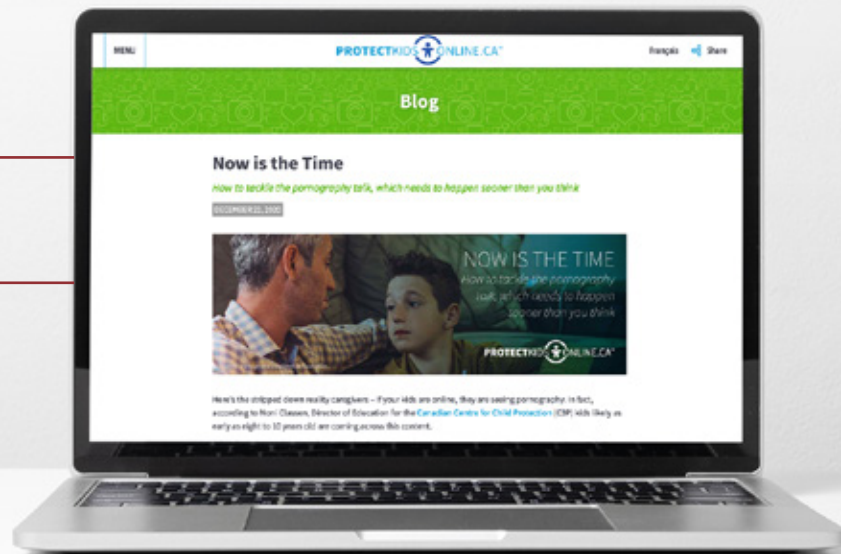 MENU
PROTECTKIDSONLINE.CA
Français
Share
Blog
Now is the Time
How to tackle the pornography talk, which needs to happen sooner than you think
DECEMBER 22, 2020
NOW IS THE TIME
How to tackle the pornography
talk, which needs to happen
sooner than you think
PROTECTKIDSONLINE.CA
Here's the stripped down reality caregivers – if your kids are online, they are seeing pornography. In fact,
according to Noni Classen, Director of Education for the Canadian Centre for Child Protection (C3P) kids likely as
early as eight to 10 years old are coming across this content.